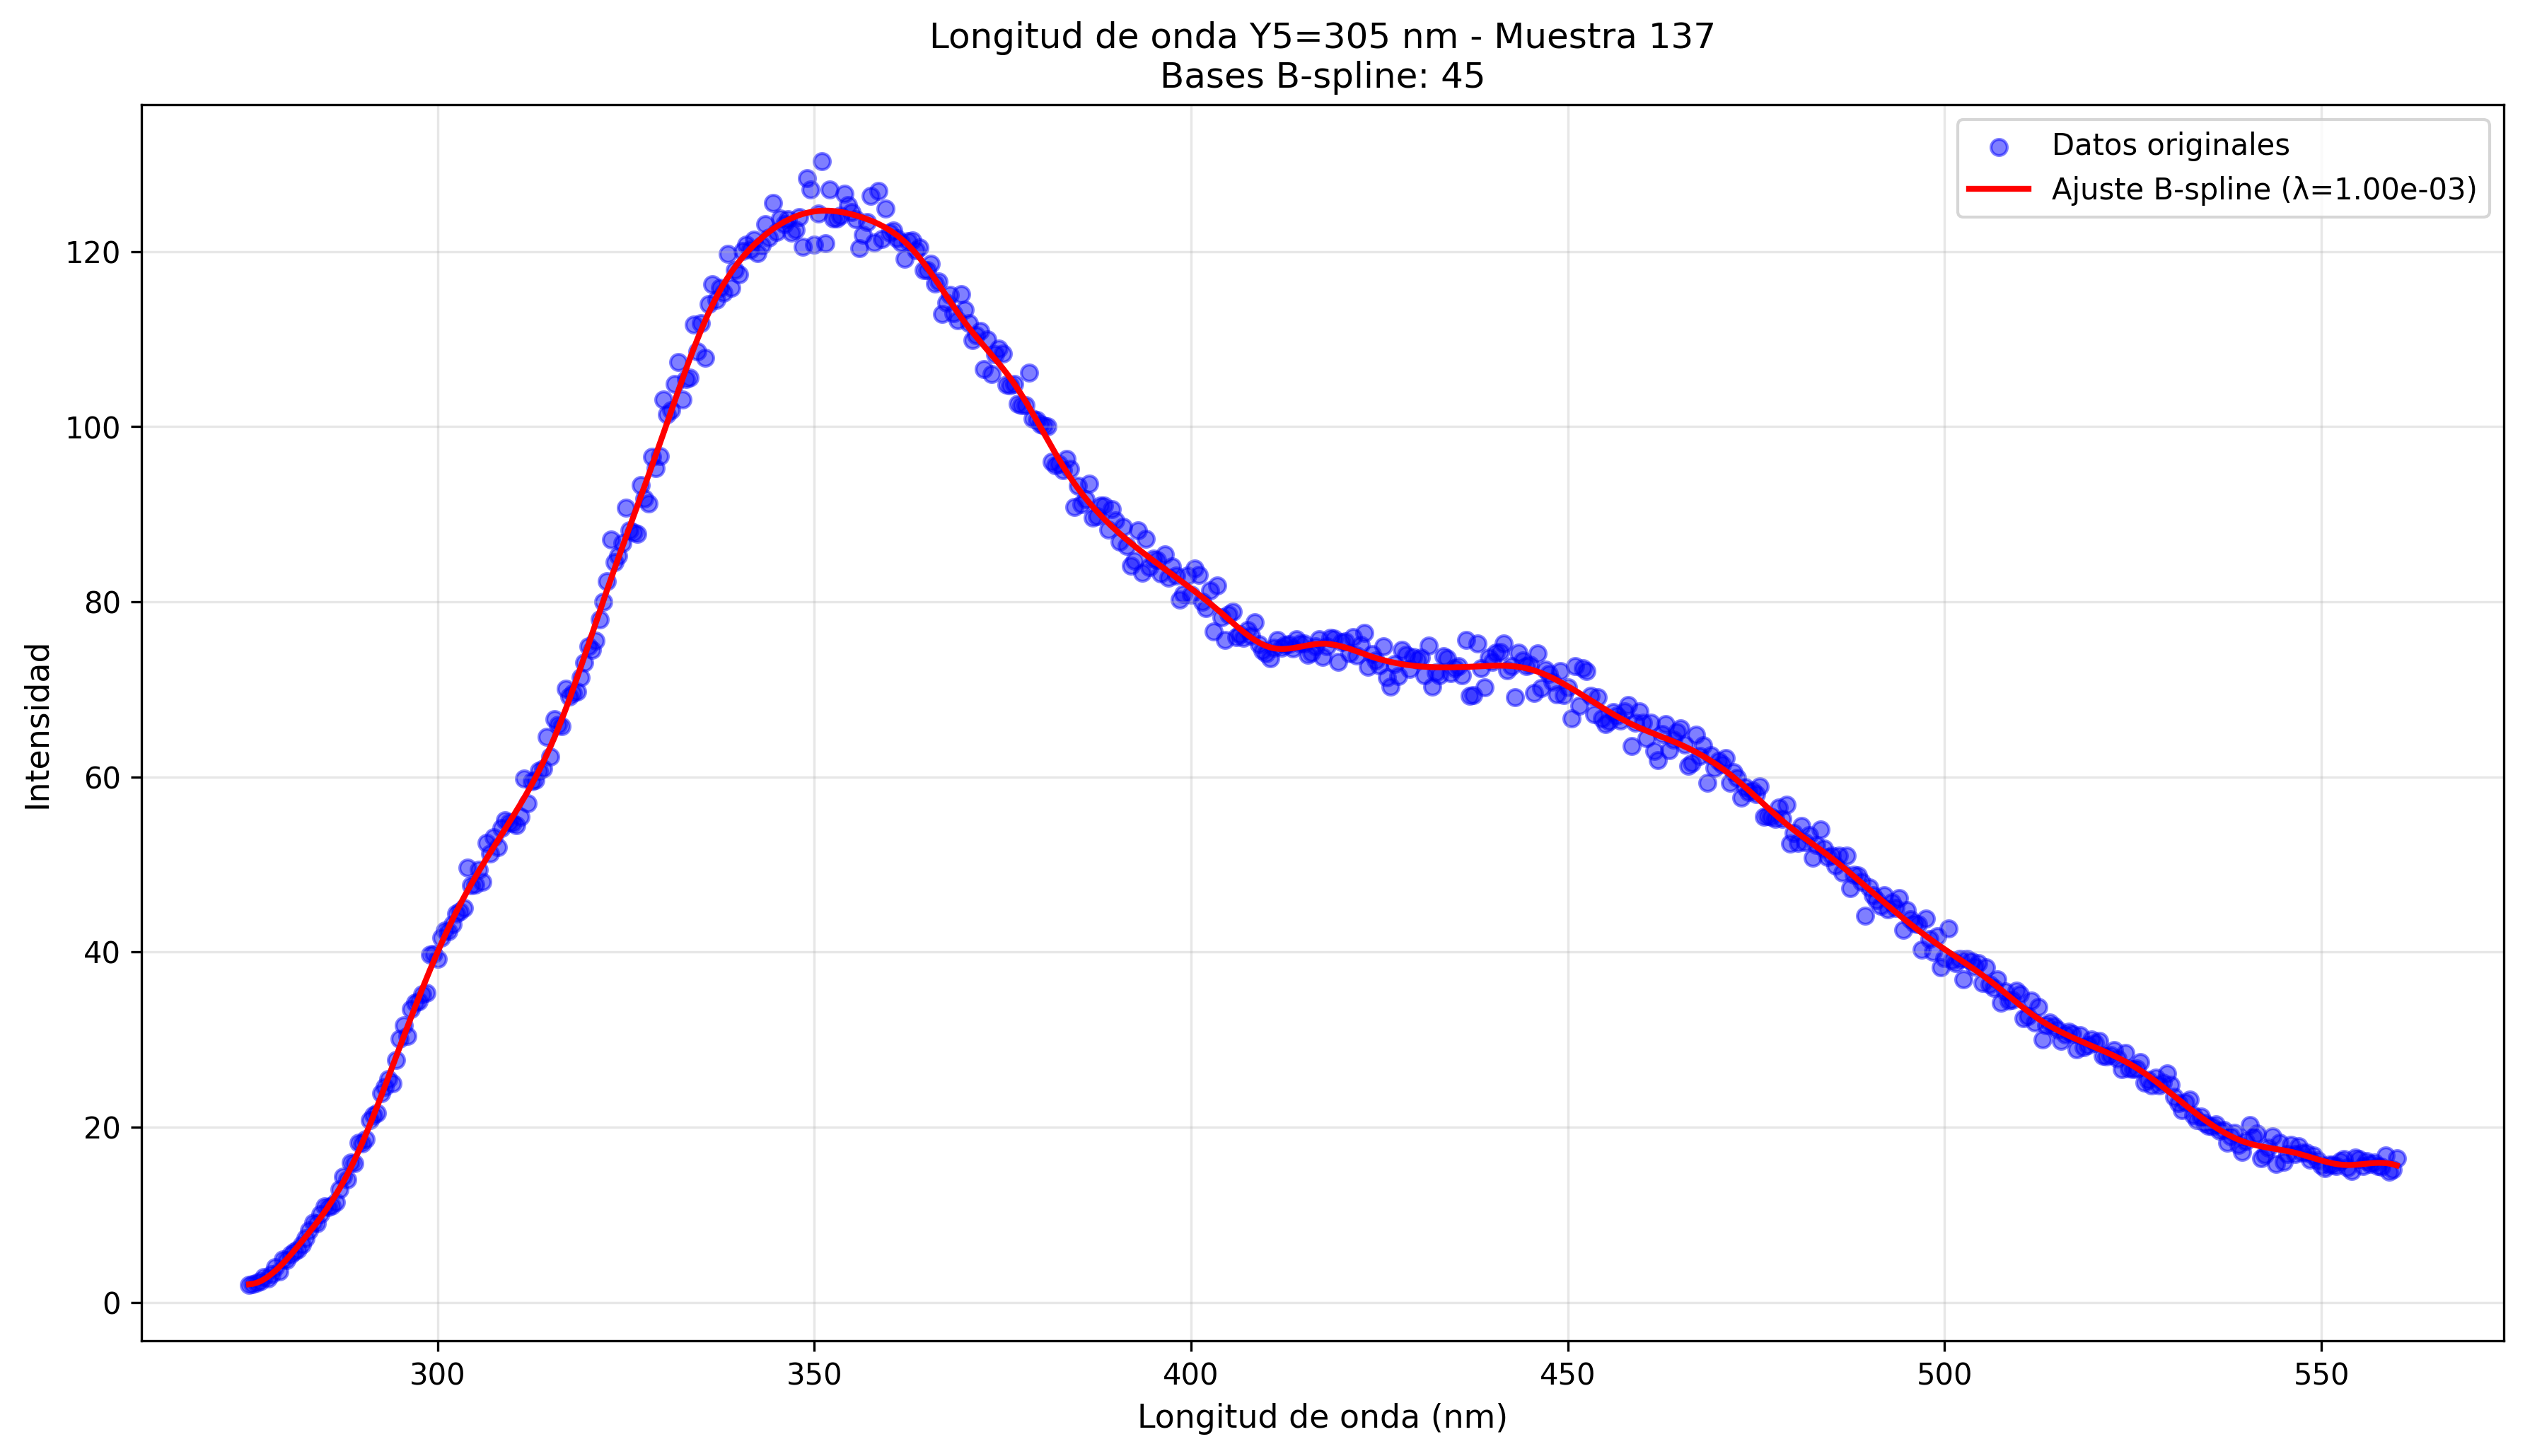 Longitud de onda Y5=305 nm - Muestra 137
Bases B-spline: 45
Datos originales
Ajuste B-spline (λ=1.00e-03)
Intensidad
120
100
80
60
40
20
0
300 350 400 450 500 550
Longitud de onda (nm)